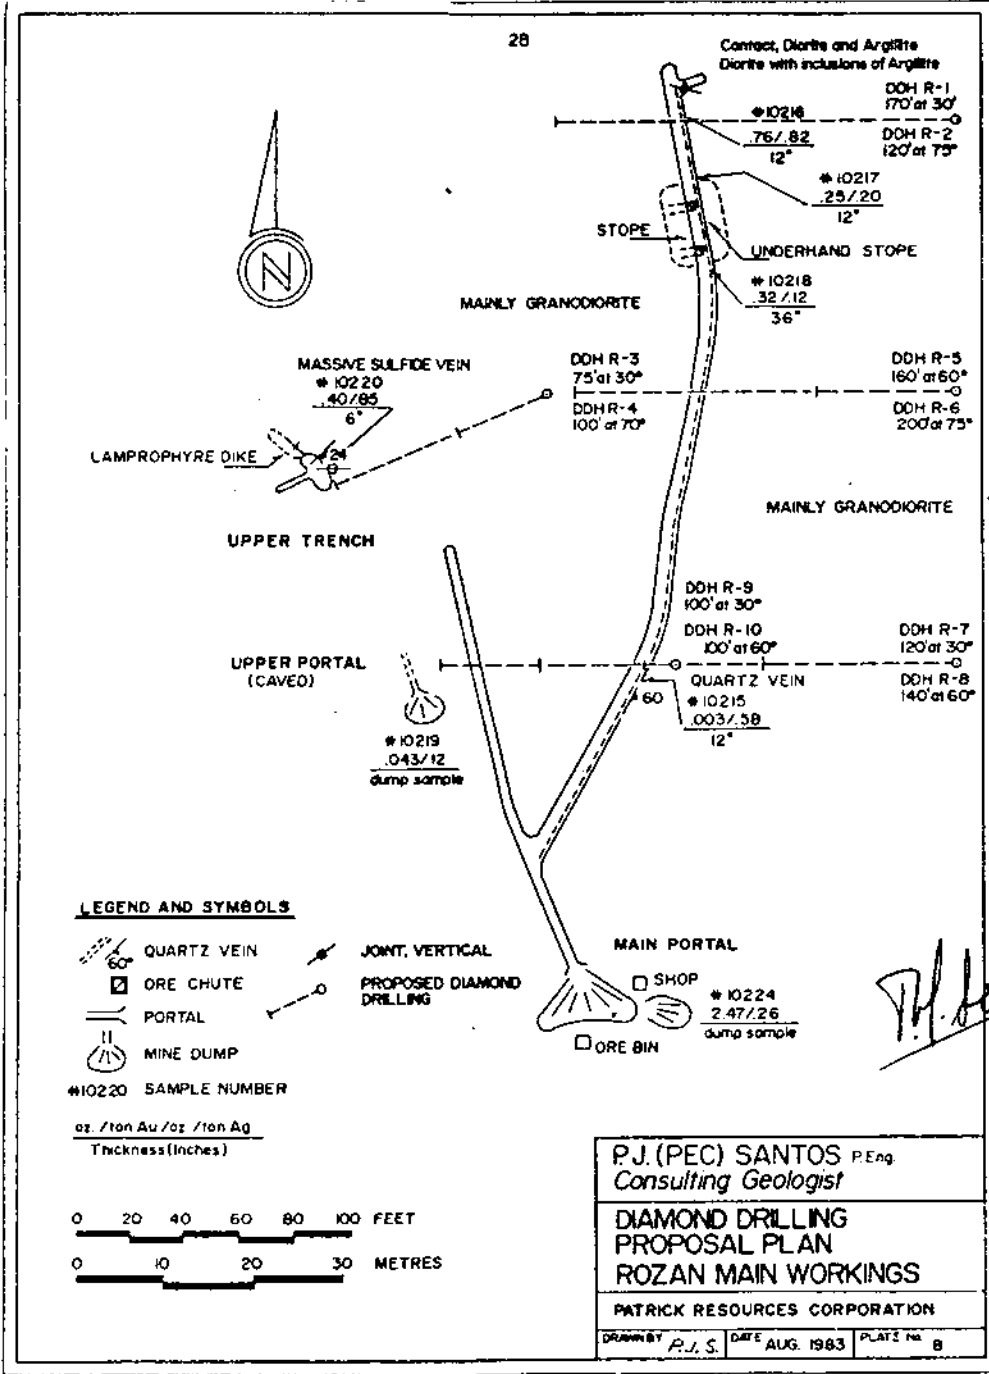 28
Contact, Diorite and Argillite
Diorite with inclusions of Argillite
DDH R-1
170' at 30°
#10216
.76/.82
12"
DDH R-2
120' at 75°
#10217
.25/.20
12"
STOPE
UNDERHAND STOPE
#10218
.32/.12
36"
MAINLY GRANODIORITE
MASSIVE SULFIDE VEIN
#10220
.40/.85
6"
DDH R-3
75' at 30°
DDH R-4
100' at 70°
DDH R-5
160' at 60°
DDH R-6
200' at 75°
LAMPROPHYRE DIKE
24
UPPER TRENCH
MAINLY GRANODIORITE
DDH R-9
100' at 30°
DDH R-10
100' at 60°
DDH R-7
120' at 30°
DDH R-8
140' at 60°
UPPER PORTAL
(CAVED)
QUARTZ VEIN
60
#10215
.003/.58
12"
#10219
.043/.12
dump sample
LEGEND AND SYMBOLS
60°
QUARTZ VEIN
JOINT, VERTICAL
ORE CHUTE
PROPOSED DIAMOND
DRILLING
PORTAL
MINE DUMP
#10220 SAMPLE NUMBER
oz. /ton Au /oz. /ton Ag
Thickness (Inches)
MAIN PORTAL
SHOP
#10224
2.47/.26
dump sample
ORE BIN
0 20 40 60 80 100 FEET
0 10 20 30 METRES
P.J. (PEC) SANTOS P.Eng.
Consulting Geologist
DIAMOND DRILLING
PROPOSAL PLAN
ROZAN MAIN WORKINGS
PATRICK RESOURCES CORPORATION
DRAWN BY P.J.S. DATE AUG. 1983 PLATE No. 8